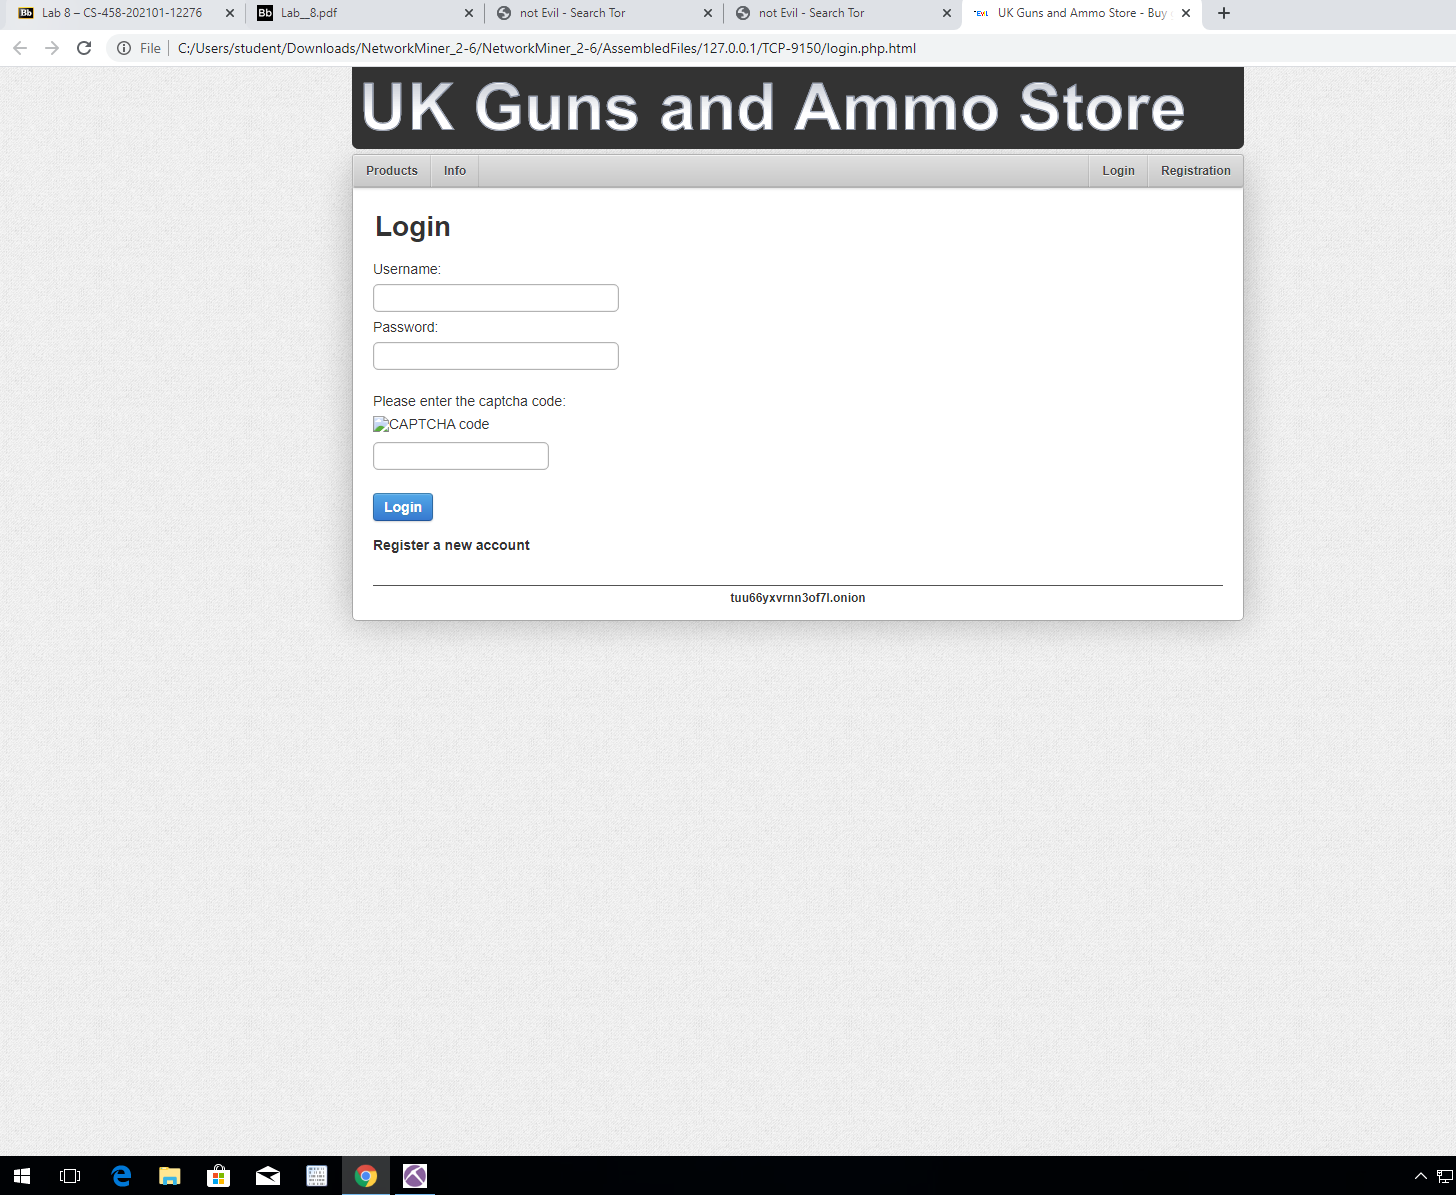 Bb Lab 8 – CS-458-202101-12276
Bb Lab__8.pdf
not Evil - Search Tor
not Evil - Search Tor
UK Guns and Ammo Store - Buy
File C:/Users/student/Downloads/NetworkMiner_2-6/NetworkMiner_2-6/AssembledFiles/127.0.0.1/TCP-9150/login.php.html
UK Guns and Ammo Store
Products Info Login Registration
Login
Username:
Password:
Please enter the captcha code:
CAPTCHA code
Login
Register a new account
tuu66yxvrnn3of7l.onion